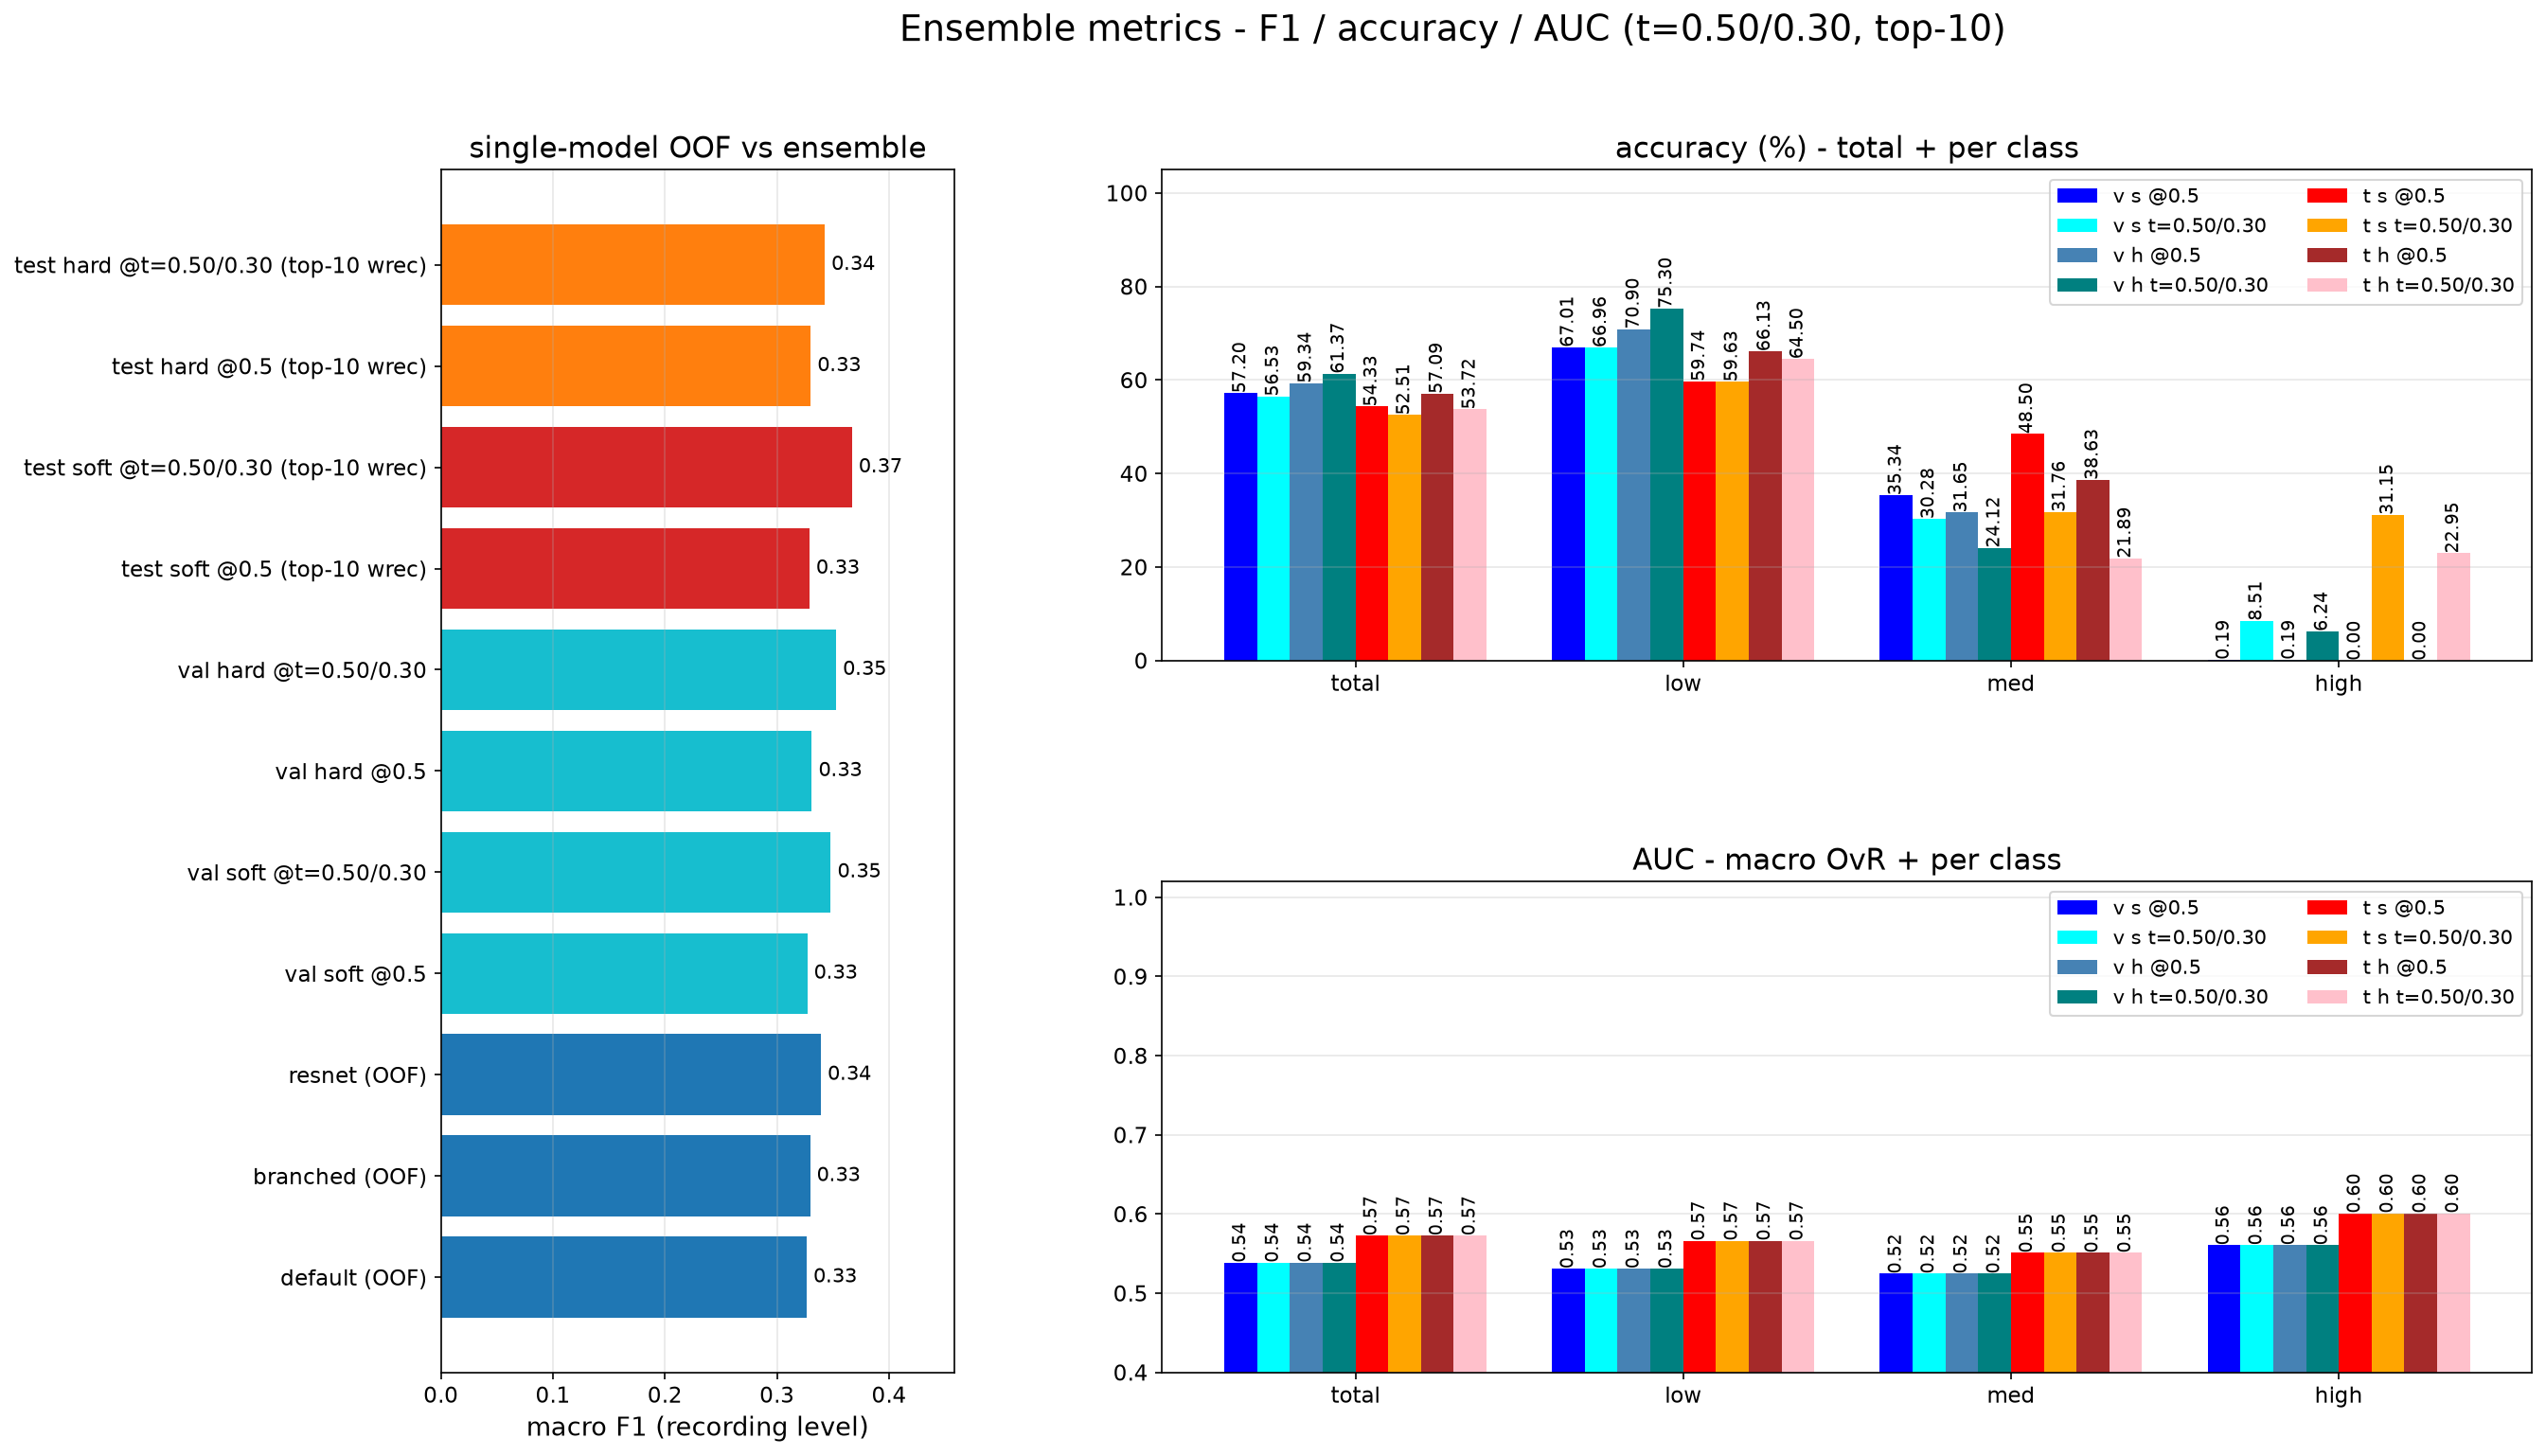 Ensemble metrics - F1 / accuracy / AUC (t=0.50/0.30, top-10)
single-model OOF vs ensemble
test hard @t=0.50/0.30 (top-10 wrec)
0.34
test hard @0.5 (top-10 wrec)
0.33
test soft @t=0.50/0.30 (top-10 wrec)
0.37
test soft @0.5 (top-10 wrec)
0.33
val hard @t=0.50/0.30
0.35
val hard @0.5
0.33
val soft @t=0.50/0.30
0.35
val soft @0.5
0.33
resnet (OOF)
0.34
branched (OOF)
0.33
default (OOF)
0.33
0.0 0.1 0.2 0.3 0.4
macro F1 (recording level)
accuracy (%) - total + per class
100
80
60
40
20
0
v s @0.5
v s t=0.50/0.30
v h @0.5
v h t=0.50/0.30
t s @0.5
t s t=0.50/0.30
t h @0.5
t h t=0.50/0.30
57.20 56.53 59.34 61.37 54.33 52.51 57.09 53.72
67.01 66.96 70.90 75.30 59.74 59.63 66.13 64.50
35.34 30.28 31.65 24.12 48.50 31.76 38.63 21.89
0.19 8.51 0.19 6.24 0.00 31.15 0.00 22.95
total low med high
AUC - macro OvR + per class
1.0
0.9
0.8
0.7
0.6
0.5
0.4
v s @0.5
v s t=0.50/0.30
v h @0.5
v h t=0.50/0.30
t s @0.5
t s t=0.50/0.30
t h @0.5
t h t=0.50/0.30
0.54 0.54 0.54 0.54 0.57 0.57 0.57 0.57
0.53 0.53 0.53 0.53 0.57 0.57 0.57 0.57
0.52 0.52 0.52 0.52 0.55 0.55 0.55 0.55
0.56 0.56 0.56 0.56 0.60 0.60 0.60 0.60
total low med high